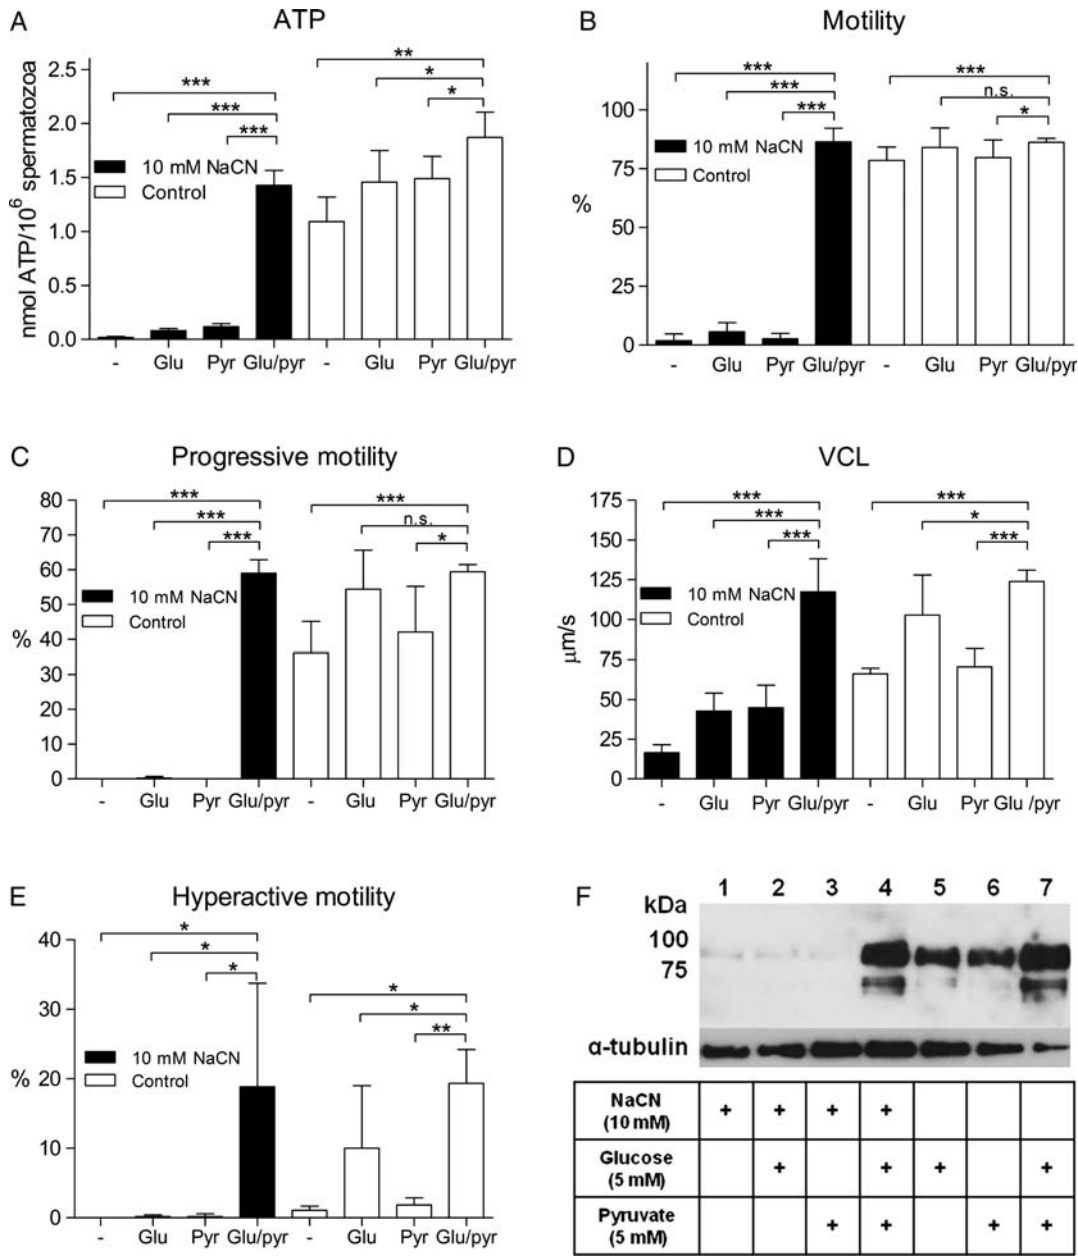 A
ATP
nmol ATP/10⁶ spermatozoa
2.5
2.0
1.5
1.0
0.5
0.0
**
*
*
***
***
***
10 mM NaCN
Control
- Glu Pyr Glu/pyr - Glu Pyr Glu/pyr
B
Motility
%
100
75
50
25
0
***
***
***
***
n.s.
*
10 mM NaCN
Control
- Glu Pyr Glu/pyr - Glu Pyr Glu/pyr
C
Progressive motility
%
80
70
60
50
40
30
20
10
0
***
***
***
***
n.s.
*
10 mM NaCN
Control
- Glu Pyr Glu/pyr - Glu Pyr Glu/pyr
D
VCL
μm/s
175
150
125
100
75
50
25
0
***
***
***
***
*
***
10 mM NaCN
Control
- Glu Pyr Glu/pyr - Glu Pyr Glu /pyr
E
Hyperactive motility
%
40
30
20
10
0
*
*
*
*
*
**
10 mM NaCN
Control
- Glu Pyr Glu/pyr - Glu Pyr Glu/pyr
F
1 2 3 4 5 6 7
kDa
100
75
α-tubulin
NaCN + + + +
(10 mM)
Glucose + + + +
(5 mM)
Pyruvate + + + +
(5 mM)